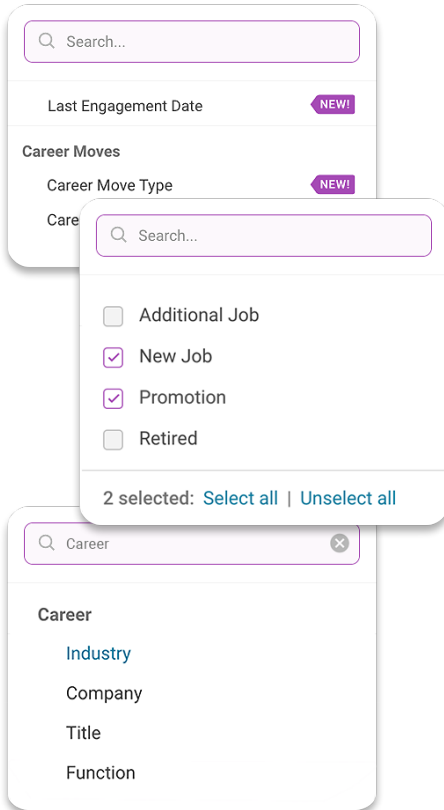 Search...
Last Engagement Date NEW!
Career Moves
Career Move Type NEW!
Search...
Additional Job
New Job
Promotion
Retired
2 selected: Select all | Unselect all
Career
Career
Industry
Company
Title
Function